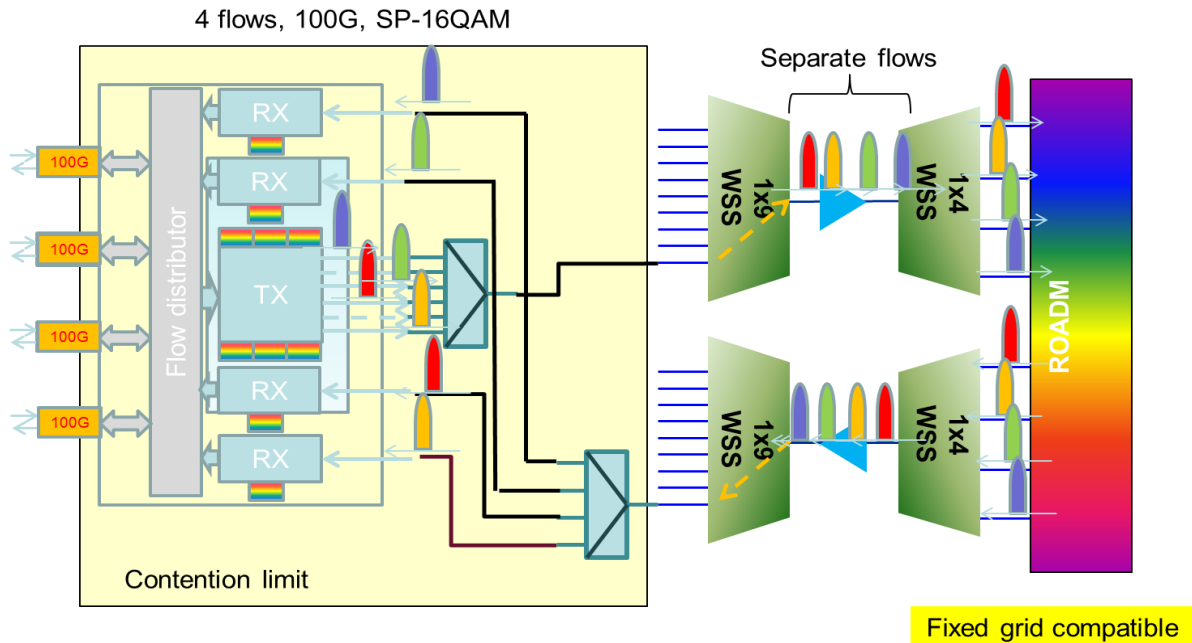 4 flows, 100G, SP-16QAM
Separate flows
RX
100G
RX
WSS
1x9
WSS
1x4
100G
Flow distributor
TX
100G
RX
ROADM
100G
RX
WSS
1x9
WSS
1x4
Contention limit
Fixed grid compatible